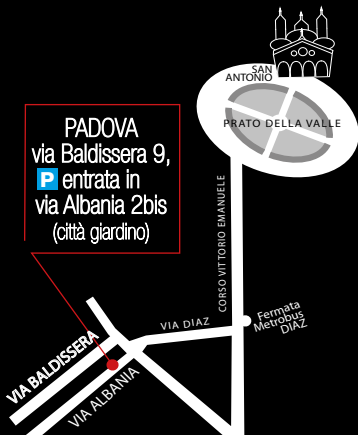 SAN
ANTONIO
PRATO DELLA VALLE
PADOVA
via Baldissera 9,
P entrata in
via Albania 2bis
(città giardino)
CORSO VITTORIO EMANUELE
VIA DIAZ
Fermata
Metrobus
DIAZ
VIA BALDISSERA
VIA ALBANIA